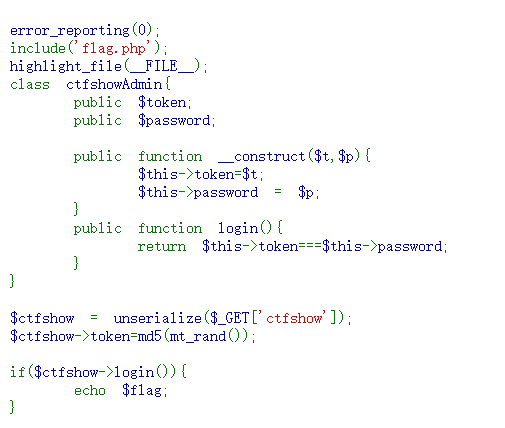 error_reporting(0);
include('flag.php');
highlight_file(__FILE__);
class ctfshowAdmin{
public $token;
public $password;
public function __construct($t,$p){
$this->token=$t;
$this->password = $p;
}
public function login(){
return $this->token===$this->password;
}
}
$ctfshow = unserialize($_GET['ctfshow']);
$ctfshow->token=md5(mt_rand());
if($ctfshow->login()){
echo $flag;
}